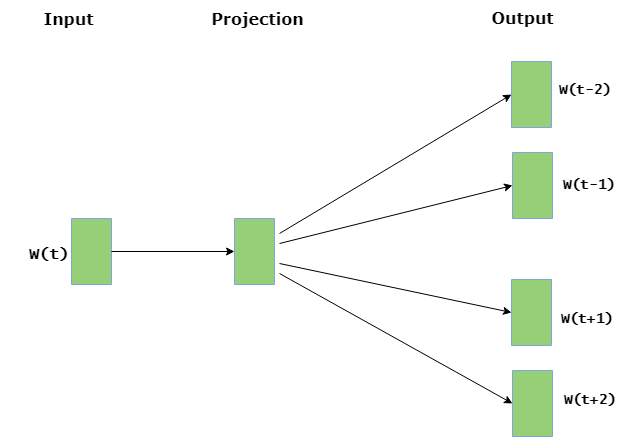 Input Projection Output
W(t-2)
W(t-1)
W(t)
W(t+1)
W(t+2)